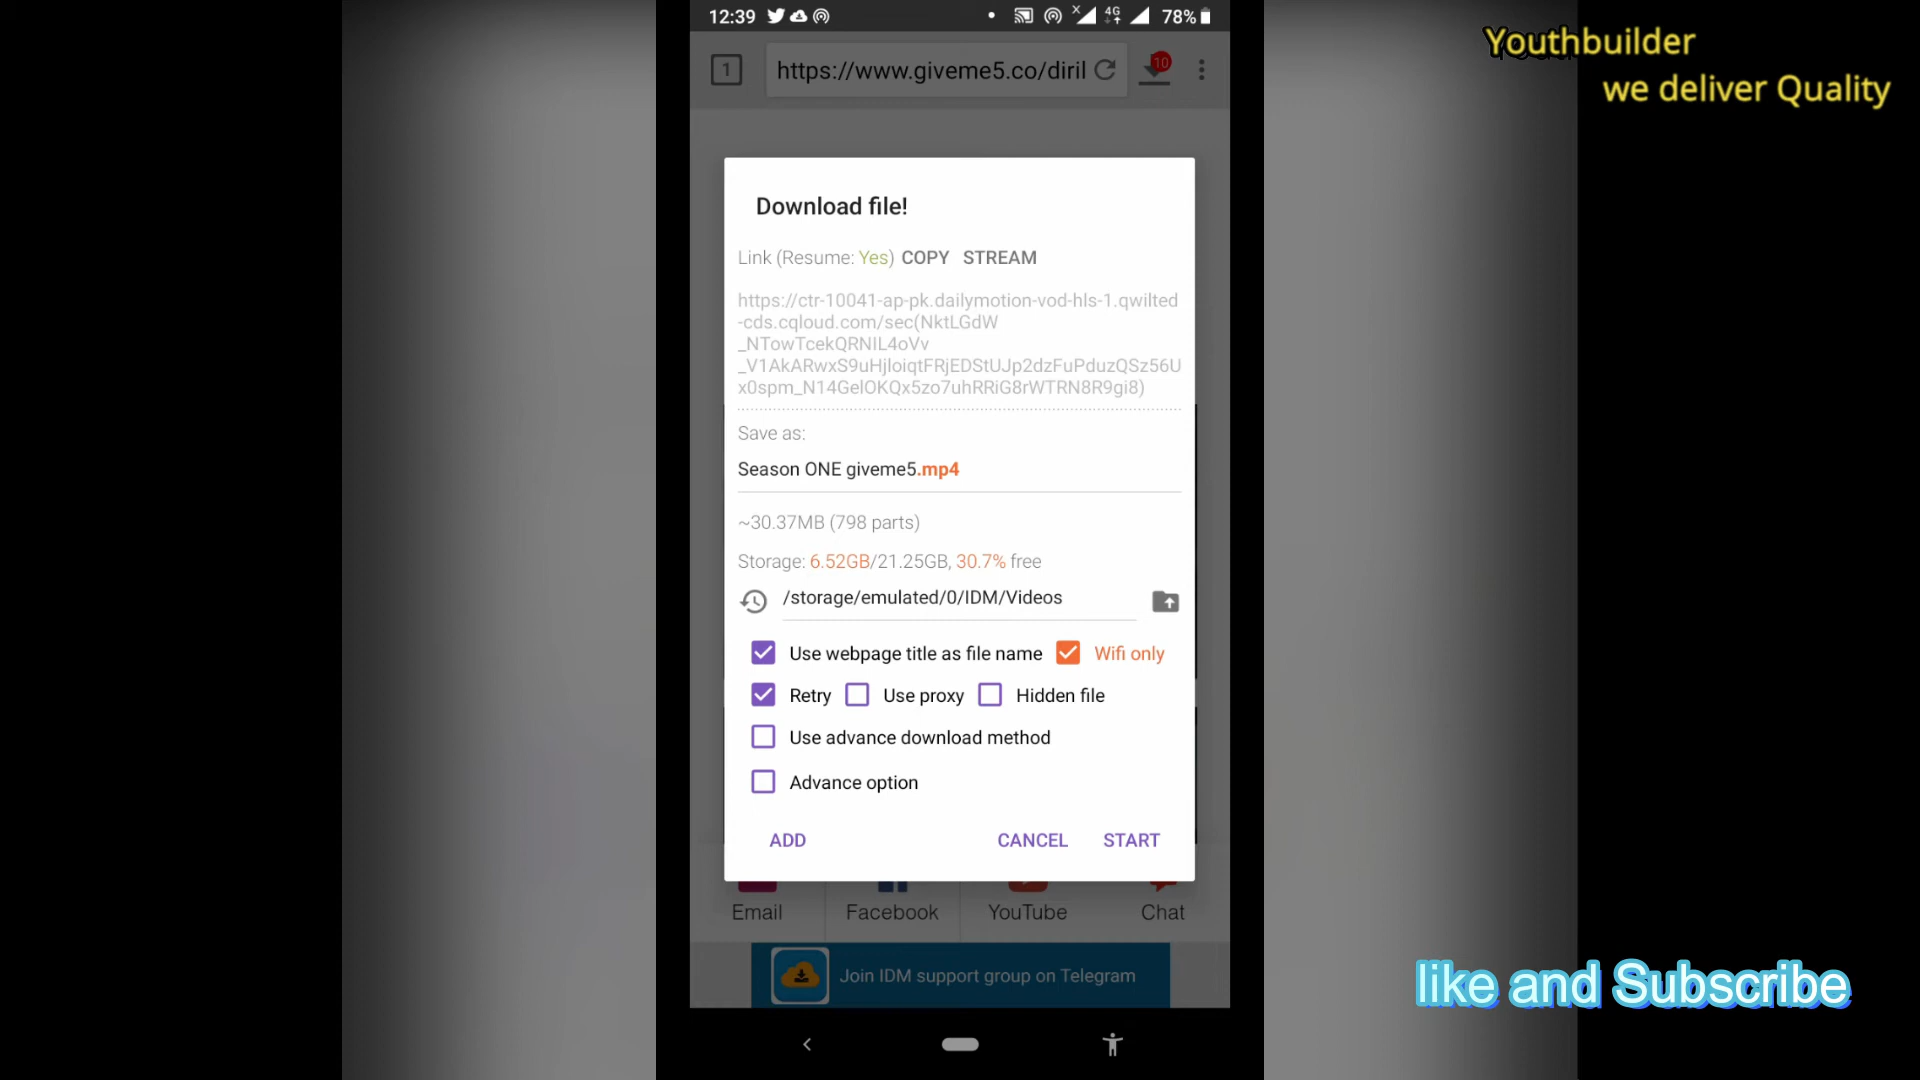 12:39
4G
78%
Youthbuilder
we deliver Quality
1
https://www.giveme5.co/diril
10
Download file!
Link (Resume: Yes) COPY STREAM
https://ctr-10041-ap-pk.dailymotion-vod-hls-1.qwilted
-cds.cqloud.com/sec(NktLGdW
_NTowTcekQRNIL4oVv
_V1AkARwxS9uHjloiqtFRjEDStUJp2dzFuPduzQSz56U
x0spm_N14GelOKQx5zo7uhRRiG8rWTRN8R9gi8)
Save as:
Season ONE giveme5.mp4
~30.37MB (798 parts)
Storage: 6.52GB/21.25GB, 30.7% free
/storage/emulated/0/IDM/Videos
Use webpage title as file name Wifi only
Retry Use proxy Hidden file
Use advance download method
Advance option
ADD CANCEL START
Email Facebook YouTube Chat
Join IDM support group on Telegram
like and Subscribe